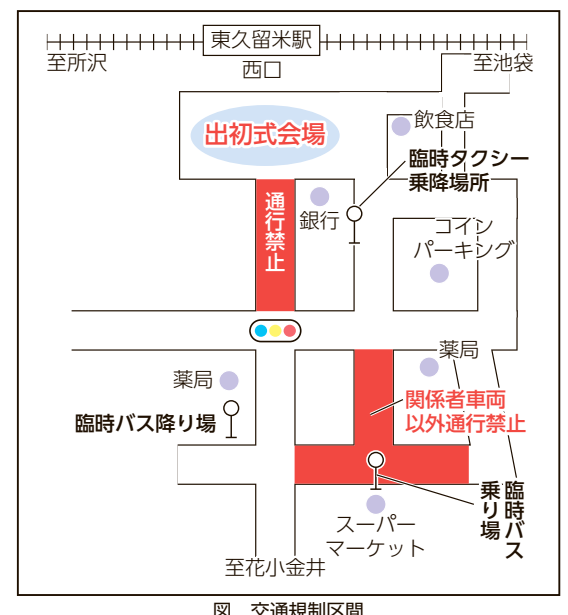 東久留米駅
至所沢
西口
至池袋
出初式会場
飲食店
臨時タクシー
乗降場所
通行禁止
銀行
コイン
パーキング
薬局
薬局
関係者車両
以外通行禁止
臨時バス降り場
臨時バス
乗り場
スーパー
マーケット
至花小金井
図　交通規制区間